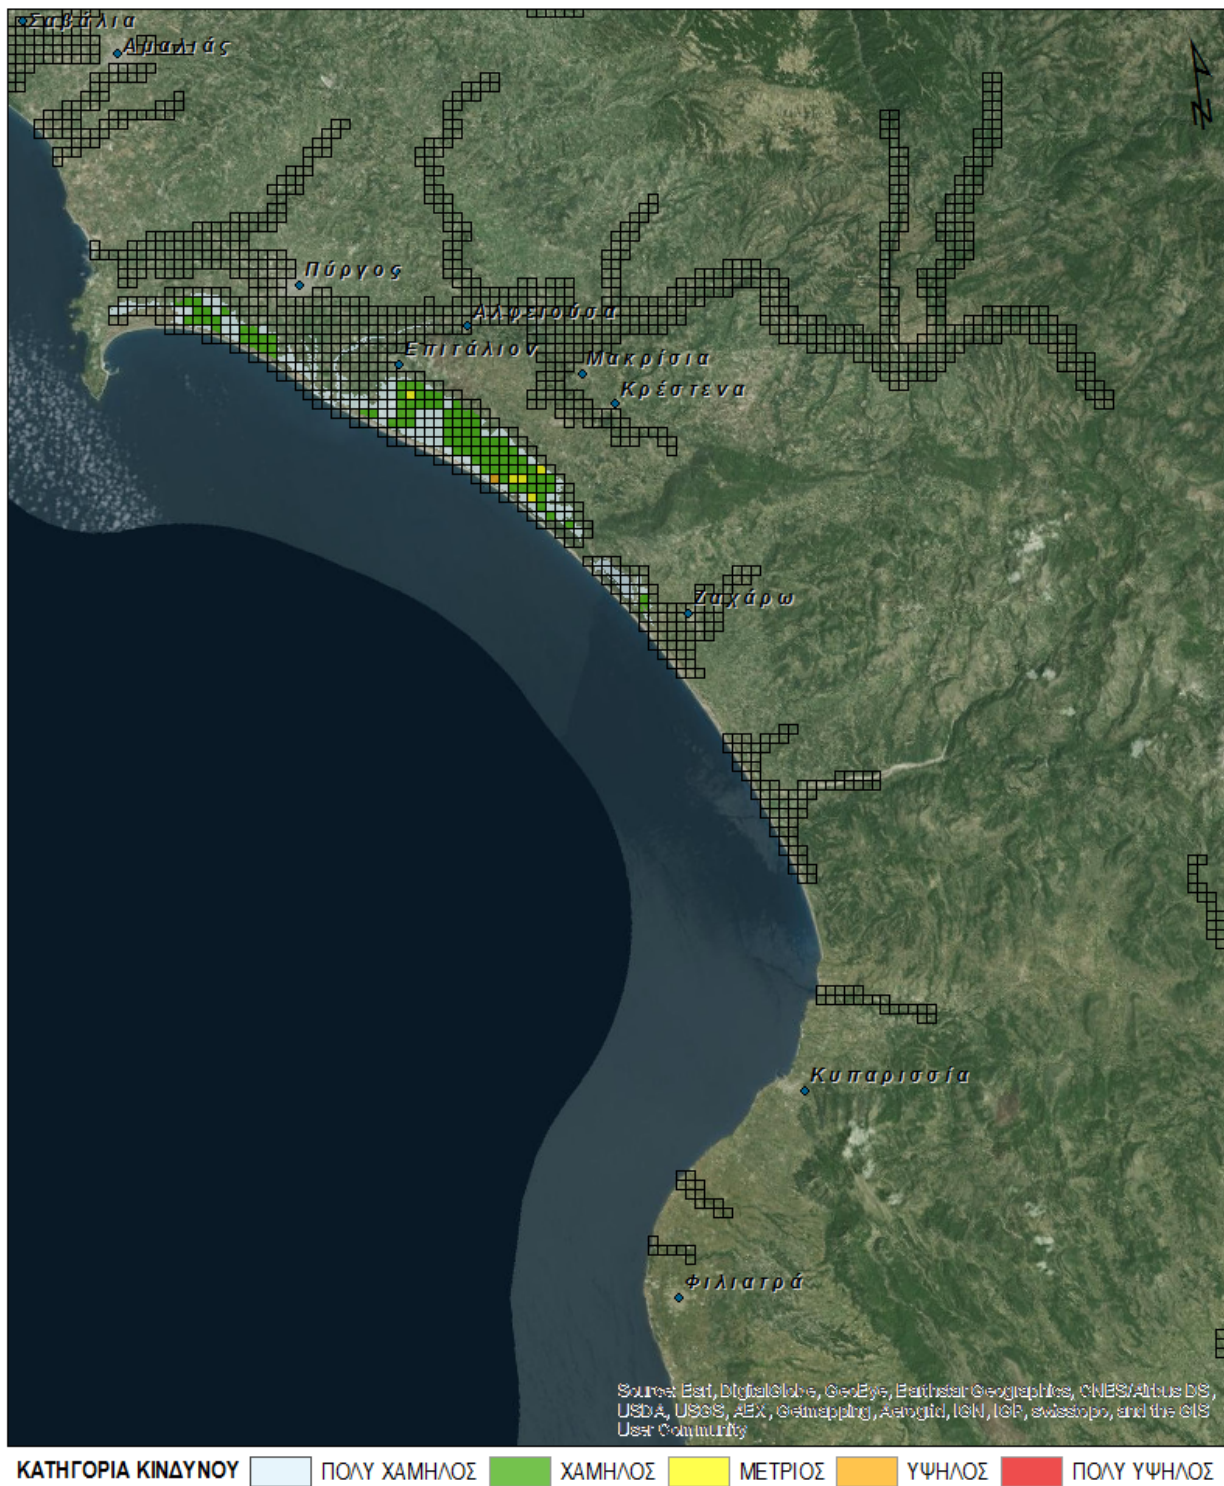 Σαβάλια
Αμαλιάς
N
Πύργος
Αλφειούσα
Επιτάλιον
Μακρίσια
Κρέστενα
Ζαχάρω
Κυπαρισσία
Φιλιατρά
Source: Esri, DigitalGlobe, GeoEye, Earthstar Geographics, CNES/Airbus DS,
USDA, USGS, AEX, Getmapping, Aerogrid, IGN, IGP, swisstopo, and the GIS
User Community
ΚΑΤΗΓΟΡΙΑ ΚΙΝΔΥΝΟΥ ΠΟΛΥ ΧΑΜΗΛΟΣ ΧΑΜΗΛΟΣ ΜΕΤΡΙΟΣ ΥΨΗΛΟΣ ΠΟΛΥ ΥΨΗΛΟΣ